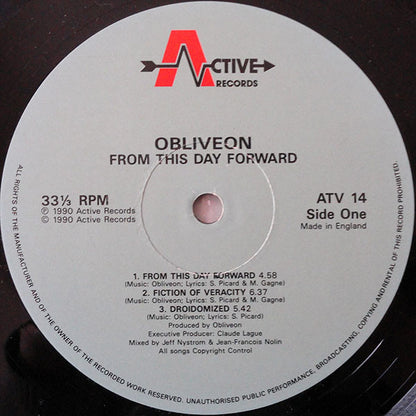 ACTIVE
RECORDS
OBLIVEON
FROM THIS DAY FORWARD
33⅓ RPM
℗ 1990 Active Records
© 1990 Active Records
ATV 14
Side One
Made in England
1. FROM THIS DAY FORWARD 4.58
(Music: Obliveon; Lyrics: S. Picard & M. Gagne)
2. FICTION OF VERACITY 6.37
(Music: Obliveon; Lyrics: S. Picard & M. Gagne)
3. DROIDOMIZED 5.42
(Music: Obliveon; Lyrics: S. Picard)
Produced by Obliveon
Executive Producer: Claude Lague
Mixed by Jeff Nystrom & Jean-Francois Nolin
All songs Copyright Control
ALL RIGHTS OF THE MANUFACTURER AND OF THE OWNER OF THE RECORDED WORK RESERVED. UNAUTHORISED PUBLIC PERFORMANCE, BROADCASTING, COPYING AND RENTAL OF THIS RECORD PROHIBITED.